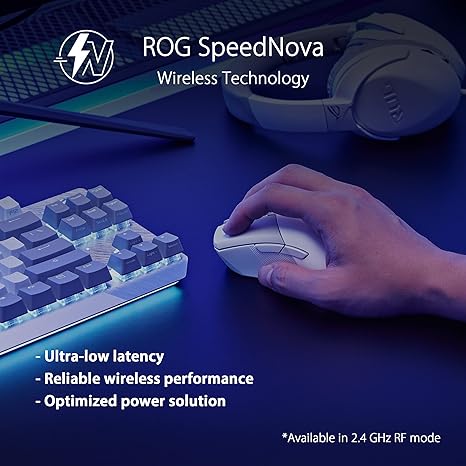 ROG SpeedNova
Wireless Technology
- Ultra-low latency
- Reliable wireless performance
- Optimized power solution
*Available in 2.4 GHz RF mode